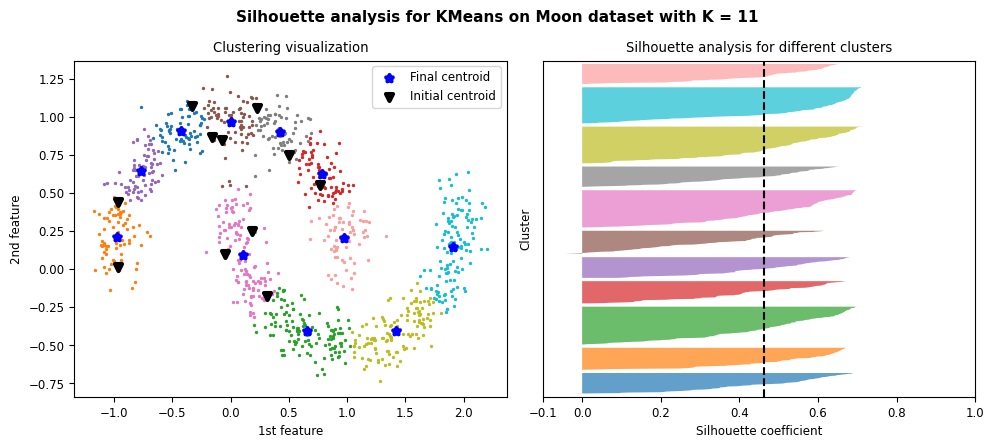 Silhouette analysis for KMeans on Moon dataset with K = 11
Clustering visualization
Final centroid
Initial centroid
1.25
1.00
0.75
0.50
0.25
0.00
−0.25
−0.50
−0.75
2nd feature
−1.0 −0.5 0.0 0.5 1.0 1.5 2.0
1st feature
Silhouette analysis for different clusters
Cluster
−0.1 0.0 0.2 0.4 0.6 0.8 1.0
Silhouette coefficient